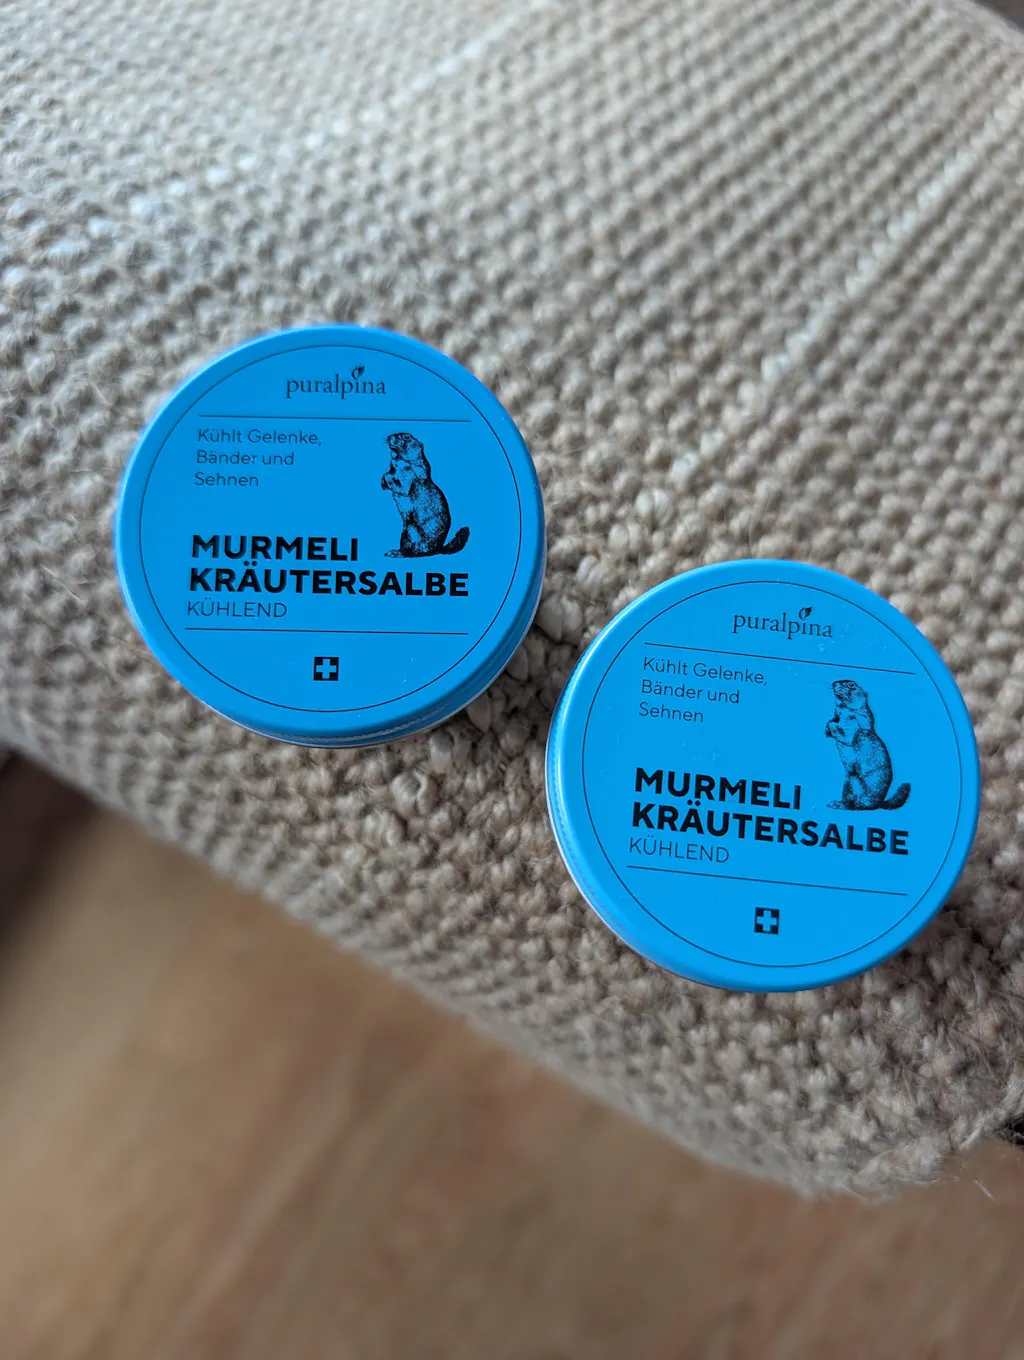 puralpina
Kühlt Gelenke,
Bänder und
Sehnen
MURMELI
KRÄUTERSALBE
KÜHLEND
puralpina
Kühlt Gelenke,
Bänder und
Sehnen
MURMELI
KRÄUTERSALBE
KÜHLEND